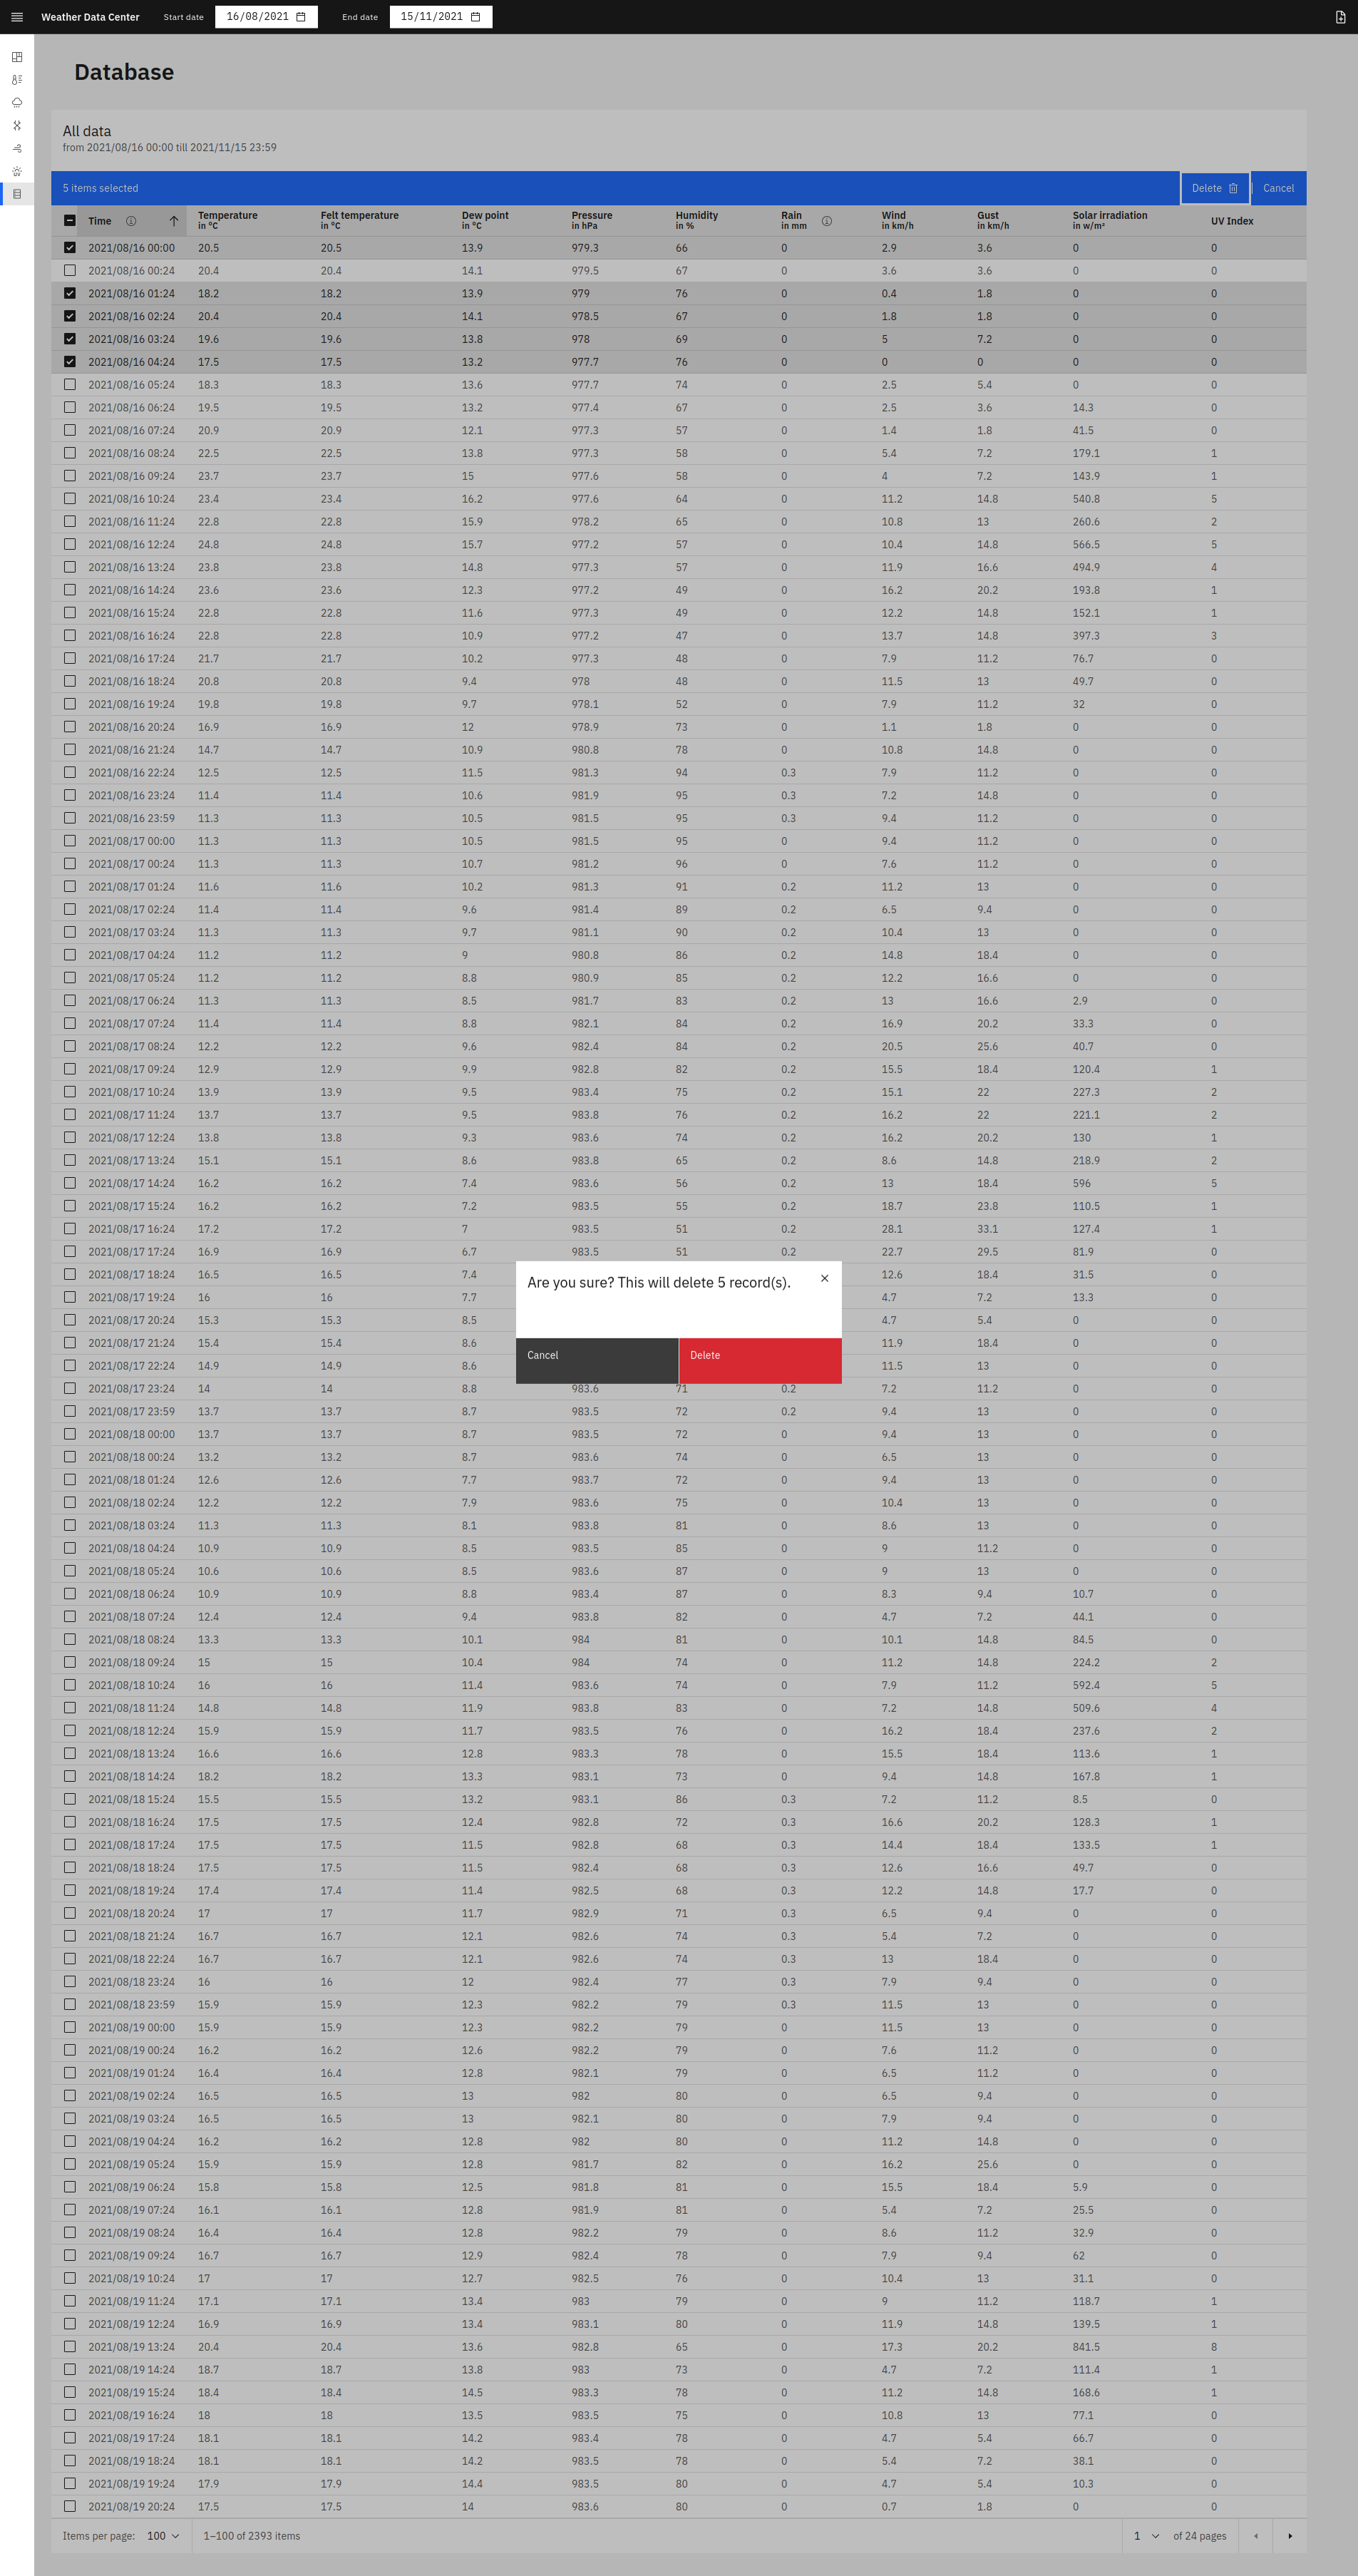 Weather Data Center Start date 16/08/2021 End date 15/11/2021
Database
All data
from 2021/08/16 00:00 till 2021/11/15 23:59
5 items selected Delete Cancel
Time Temperature Felt temperature Dew point Pressure Humidity Rain Wind Gust Solar irradiation UV Index
in °C in °C in °C in hPa in % in mm in km/h in km/h in w/m²
2021/08/16 00:00 20.5 20.5 13.9 979.3 66 0 2.9 3.6 0 0
2021/08/16 00:24 20.4 20.4 14.1 979.5 67 0 3.6 3.6 0 0
2021/08/16 01:24 18.2 18.2 13.9 979 76 0 0.4 1.8 0 0
2021/08/16 02:24 20.4 20.4 14.1 978.5 67 0 1.8 1.8 0 0
2021/08/16 03:24 19.6 19.6 13.8 978 69 0 5 7.2 0 0
2021/08/16 04:24 17.5 17.5 13.2 977.7 76 0 0 0 0 0
2021/08/16 05:24 18.3 18.3 13.6 977.7 74 0 2.5 5.4 0 0
2021/08/16 06:24 19.5 19.5 13.2 977.4 67 0 2.5 3.6 14.3 0
2021/08/16 07:24 20.9 20.9 12.1 977.3 57 0 1.4 1.8 41.5 0
2021/08/16 08:24 22.5 22.5 13.8 977.3 58 0 5.4 7.2 179.1 1
2021/08/16 09:24 23.7 23.7 15 977.6 58 0 4 7.2 143.9 1
2021/08/16 10:24 23.4 23.4 16.2 977.6 64 0 11.2 14.8 540.8 5
2021/08/16 11:24 22.8 22.8 15.9 978.2 65 0 10.8 13 260.6 2
2021/08/16 12:24 24.8 24.8 15.7 977.2 57 0 10.4 14.8 566.5 5
2021/08/16 13:24 23.8 23.8 14.8 977.3 57 0 11.9 16.6 494.9 4
2021/08/16 14:24 23.6 23.6 12.3 977.2 49 0 16.2 20.2 193.8 1
2021/08/16 15:24 22.8 22.8 11.6 977.3 49 0 12.2 14.8 152.1 1
2021/08/16 16:24 22.8 22.8 10.9 977.2 47 0 13.7 14.8 397.3 3
2021/08/16 17:24 21.7 21.7 10.2 977.3 48 0 7.9 11.2 76.7 0
2021/08/16 18:24 20.8 20.8 9.4 978 48 0 11.5 13 49.7 0
2021/08/16 19:24 19.8 19.8 9.7 978.1 52 0 7.9 11.2 32 0
2021/08/16 20:24 16.9 16.9 12 978.9 73 0 1.1 1.8 0 0
2021/08/16 21:24 14.7 14.7 10.9 980.8 78 0 10.8 14.8 0 0
2021/08/16 22:24 12.5 12.5 11.5 981.3 94 0.3 7.9 11.2 0 0
2021/08/16 23:24 11.4 11.4 10.6 981.9 95 0.3 7.2 14.8 0 0
2021/08/16 23:59 11.3 11.3 10.5 981.5 95 0.3 9.4 11.2 0 0
2021/08/17 00:00 11.3 11.3 10.5 981.5 95 0 9.4 11.2 0 0
2021/08/17 00:24 11.3 11.3 10.7 981.2 96 0 7.6 11.2 0 0
2021/08/17 01:24 11.6 11.6 10.2 981.3 91 0.2 11.2 13 0 0
2021/08/17 02:24 11.4 11.4 9.6 981.4 89 0.2 6.5 9.4 0 0
2021/08/17 03:24 11.3 11.3 9.7 981.1 90 0.2 10.4 13 0 0
2021/08/17 04:24 11.2 11.2 9 980.8 86 0.2 14.8 18.4 0 0
2021/08/17 05:24 11.2 11.2 8.8 980.9 85 0.2 12.2 16.6 0 0
2021/08/17 06:24 11.3 11.3 8.5 981.7 83 0.2 13 16.6 2.9 0
2021/08/17 07:24 11.4 11.4 8.8 982.1 84 0.2 16.9 20.2 33.3 0
2021/08/17 08:24 12.2 12.2 9.6 982.4 84 0.2 20.5 25.6 40.7 0
2021/08/17 09:24 12.9 12.9 9.9 982.8 82 0.2 15.5 18.4 120.4 1
2021/08/17 10:24 13.9 13.9 9.5 983.4 75 0.2 15.1 22 227.3 2
2021/08/17 11:24 13.7 13.7 9.5 983.8 76 0.2 16.2 22 221.1 2
2021/08/17 12:24 13.8 13.8 9.3 983.6 74 0.2 16.2 20.2 130 1
2021/08/17 13:24 15.1 15.1 8.6 983.8 65 0.2 8.6 14.8 218.9 2
2021/08/17 14:24 16.2 16.2 7.4 983.6 56 0.2 13 18.4 596 5
2021/08/17 15:24 16.2 16.2 7.2 983.5 55 0.2 18.7 23.8 110.5 1
2021/08/17 16:24 17.2 17.2 7 983.5 51 0.2 28.1 33.1 127.4 1
2021/08/17 17:24 16.9 16.9 6.7 983.5 51 0.2 22.7 29.5 81.9 0
2021/08/17 18:24 16.5 16.5 7.4 12.6 18.4 31.5 0
Are you sure? This will delete 5 record(s).
2021/08/17 19:24 16 16 7.7 4.7 7.2 13.3 0
2021/08/17 20:24 15.3 15.3 8.5 4.7 5.4 0 0
2021/08/17 21:24 15.4 15.4 8.6 11.9 18.4 0 0
Cancel Delete
2021/08/17 22:24 14.9 14.9 8.6 11.5 13 0 0
2021/08/17 23:24 14 14 8.8 983.6 71 0.2 7.2 11.2 0 0
2021/08/17 23:59 13.7 13.7 8.7 983.5 72 0.2 9.4 13 0 0
2021/08/18 00:00 13.7 13.7 8.7 983.5 72 0 9.4 13 0 0
2021/08/18 00:24 13.2 13.2 8.7 983.6 74 0 6.5 13 0 0
2021/08/18 01:24 12.6 12.6 7.7 983.7 72 0 9.4 13 0 0
2021/08/18 02:24 12.2 12.2 7.9 983.6 75 0 10.4 13 0 0
2021/08/18 03:24 11.3 11.3 8.1 983.8 81 0 8.6 13 0 0
2021/08/18 04:24 10.9 10.9 8.5 983.5 85 0 9 11.2 0 0
2021/08/18 05:24 10.6 10.6 8.5 983.6 87 0 9 13 0 0
2021/08/18 06:24 10.9 10.9 8.8 983.4 87 0 8.3 9.4 10.7 0
2021/08/18 07:24 12.4 12.4 9.4 983.8 82 0 4.7 7.2 44.1 0
2021/08/18 08:24 13.3 13.3 10.1 984 81 0 10.1 14.8 84.5 0
2021/08/18 09:24 15 15 10.4 984 74 0 11.2 14.8 224.2 2
2021/08/18 10:24 16 16 11.4 983.6 74 0 7.9 11.2 592.4 5
2021/08/18 11:24 14.8 14.8 11.9 983.8 83 0 7.2 14.8 509.6 4
2021/08/18 12:24 15.9 15.9 11.7 983.5 76 0 16.2 18.4 237.6 2
2021/08/18 13:24 16.6 16.6 12.8 983.3 78 0 15.5 18.4 113.6 1
2021/08/18 14:24 18.2 18.2 13.3 983.1 73 0 9.4 14.8 167.8 1
2021/08/18 15:24 15.5 15.5 13.2 983.1 86 0.3 7.2 11.2 8.5 0
2021/08/18 16:24 17.5 17.5 12.4 982.8 72 0.3 16.6 20.2 128.3 1
2021/08/18 17:24 17.5 17.5 11.5 982.8 68 0.3 14.4 18.4 133.5 1
2021/08/18 18:24 17.5 17.5 11.5 982.4 68 0.3 12.6 16.6 49.7 0
2021/08/18 19:24 17.4 17.4 11.4 982.5 68 0.3 12.2 14.8 17.7 0
2021/08/18 20:24 17 17 11.7 982.9 71 0.3 6.5 9.4 0 0
2021/08/18 21:24 16.7 16.7 12.1 982.6 74 0.3 5.4 7.2 0 0
2021/08/18 22:24 16.7 16.7 12.1 982.6 74 0.3 13 18.4 0 0
2021/08/18 23:24 16 16 12 982.4 77 0.3 7.9 9.4 0 0
2021/08/18 23:59 15.9 15.9 12.3 982.2 79 0.3 11.5 13 0 0
2021/08/19 00:00 15.9 15.9 12.3 982.2 79 0 11.5 13 0 0
2021/08/19 00:24 16.2 16.2 12.6 982.2 79 0 7.6 11.2 0 0
2021/08/19 01:24 16.4 16.4 12.8 982.1 79 0 6.5 11.2 0 0
2021/08/19 02:24 16.5 16.5 13 982 80 0 6.5 9.4 0 0
2021/08/19 03:24 16.5 16.5 13 982.1 80 0 7.9 9.4 0 0
2021/08/19 04:24 16.2 16.2 12.8 982 80 0 11.2 14.8 0 0
2021/08/19 05:24 15.9 15.9 12.8 981.7 82 0 16.2 25.6 0 0
2021/08/19 06:24 15.8 15.8 12.5 981.8 81 0 15.5 18.4 5.9 0
2021/08/19 07:24 16.1 16.1 12.8 981.9 81 0 5.4 7.2 25.5 0
2021/08/19 08:24 16.4 16.4 12.8 982.2 79 0 8.6 11.2 32.9 0
2021/08/19 09:24 16.7 16.7 12.9 982.4 78 0 7.9 9.4 62 0
2021/08/19 10:24 17 17 12.7 982.5 76 0 10.4 13 31.1 0
2021/08/19 11:24 17.1 17.1 13.4 983 79 0 9 11.2 118.7 1
2021/08/19 12:24 16.9 16.9 13.4 983.1 80 0 11.9 14.8 139.5 1
2021/08/19 13:24 20.4 20.4 13.6 982.8 65 0 17.3 20.2 841.5 8
2021/08/19 14:24 18.7 18.7 13.8 983 73 0 4.7 7.2 111.4 1
2021/08/19 15:24 18.4 18.4 14.5 983.3 78 0 11.2 14.8 168.6 1
2021/08/19 16:24 18 18 13.5 983.5 75 0 10.8 13 77.1 0
2021/08/19 17:24 18.1 18.1 14.2 983.4 78 0 4.7 5.4 66.7 0
2021/08/19 18:24 18.1 18.1 14.2 983.5 78 0 5.4 7.2 38.1 0
2021/08/19 19:24 17.9 17.9 14.4 983.5 80 0 4.7 5.4 10.3 0
2021/08/19 20:24 17.5 17.5 14 983.6 80 0 0.7 1.8 0 0
Items per page: 100 1–100 of 2393 items 1 of 24 pages